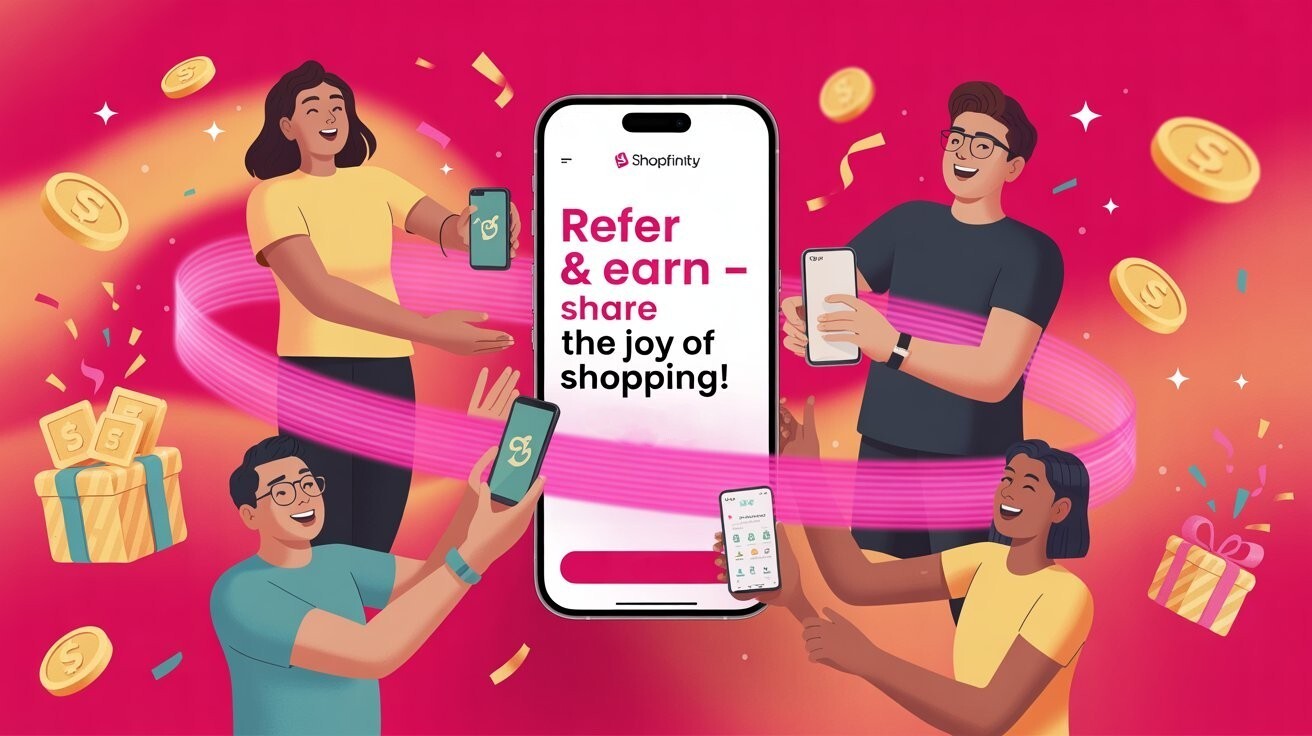 Shopfinity
Refer
& earn –
share
the joy of
shopping!
$
$
$
$
$
$
$
$
$